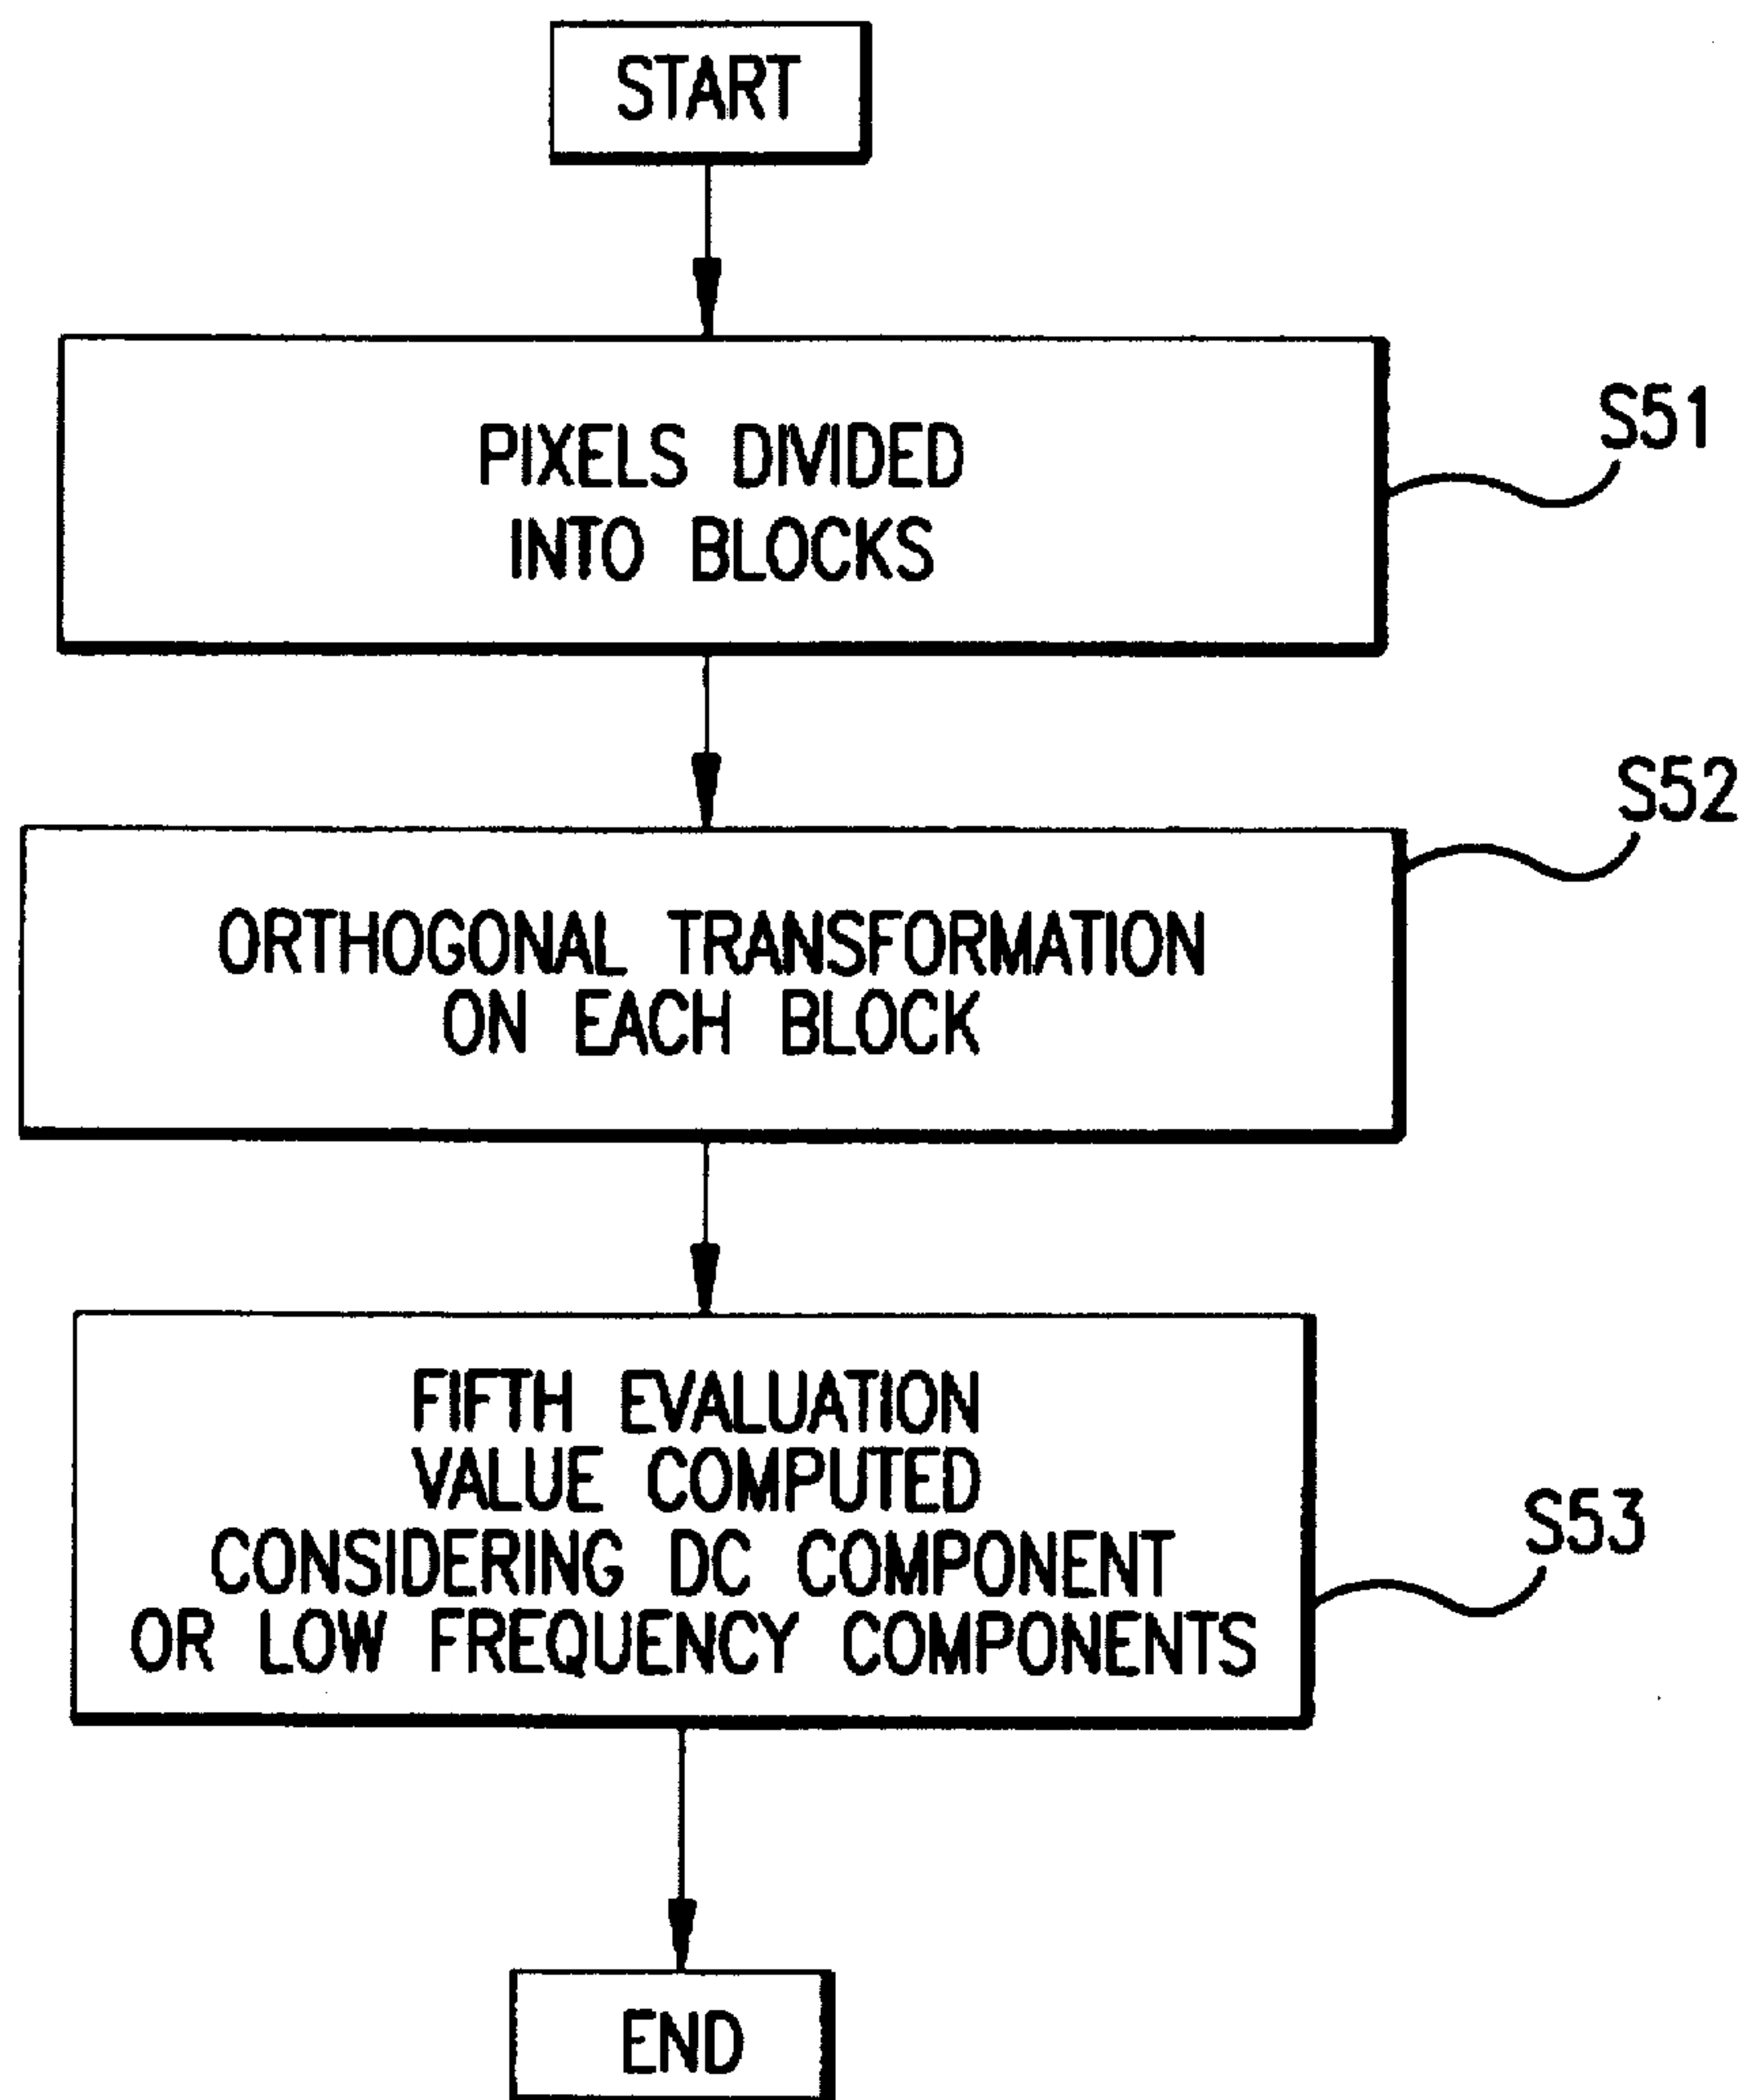 START
PIXELS DIVIDED
INTO BLOCKS
S51
S52
ORTHOGONAL TRANSFORMATION
ON EACH BLOCK
FIFTH EVALUATION
VALUE COMPUTED
CONSIDERING DC COMPONENT
OR LOW FREQUENCY COMPONENTS
S53
END